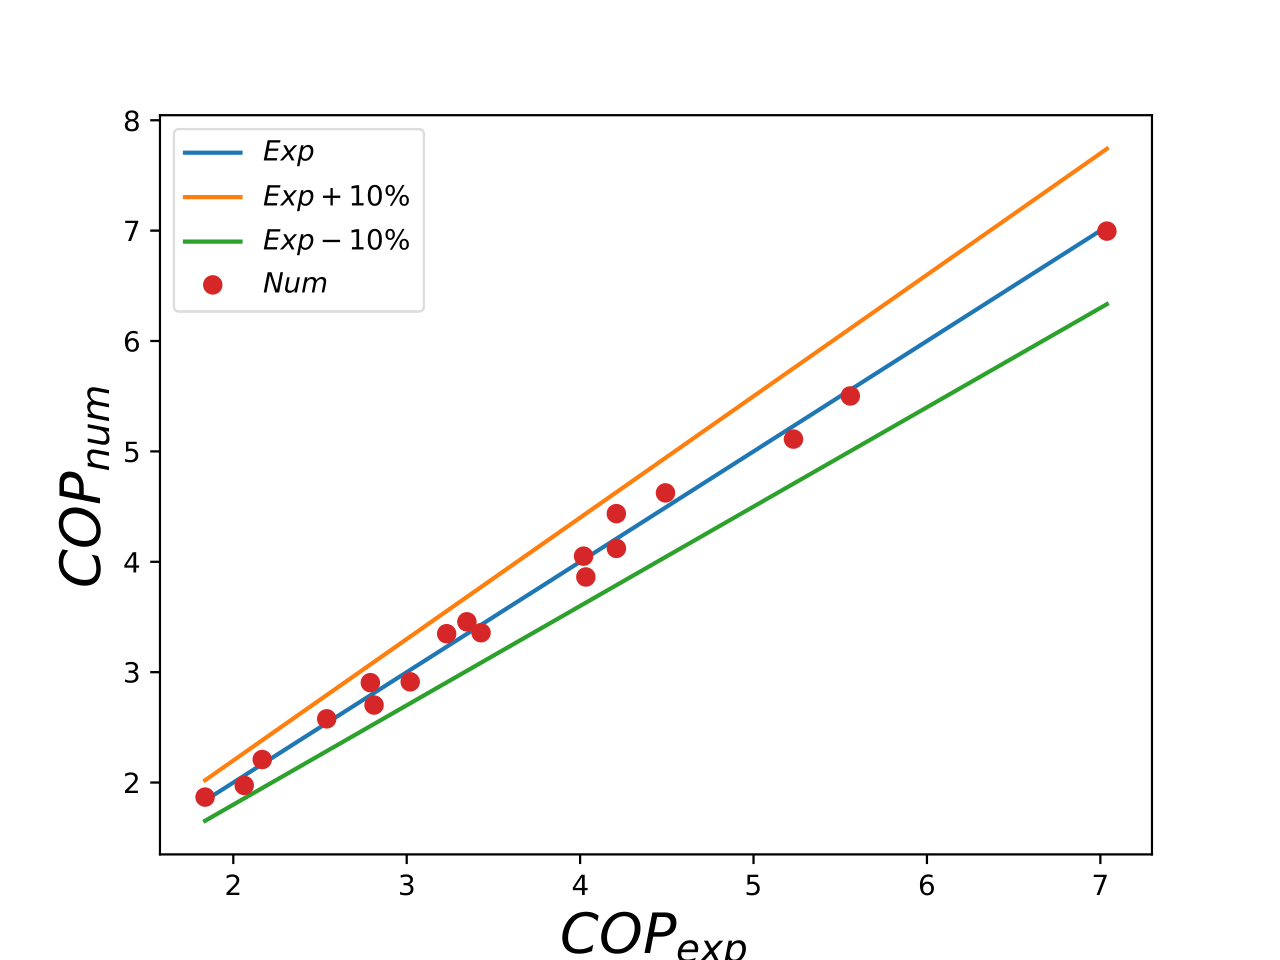 8
7
6
5
4
3
2
COP_num
Exp
Exp + 10%
Exp − 10%
Num
2 3 4 5 6 7
COP_exp